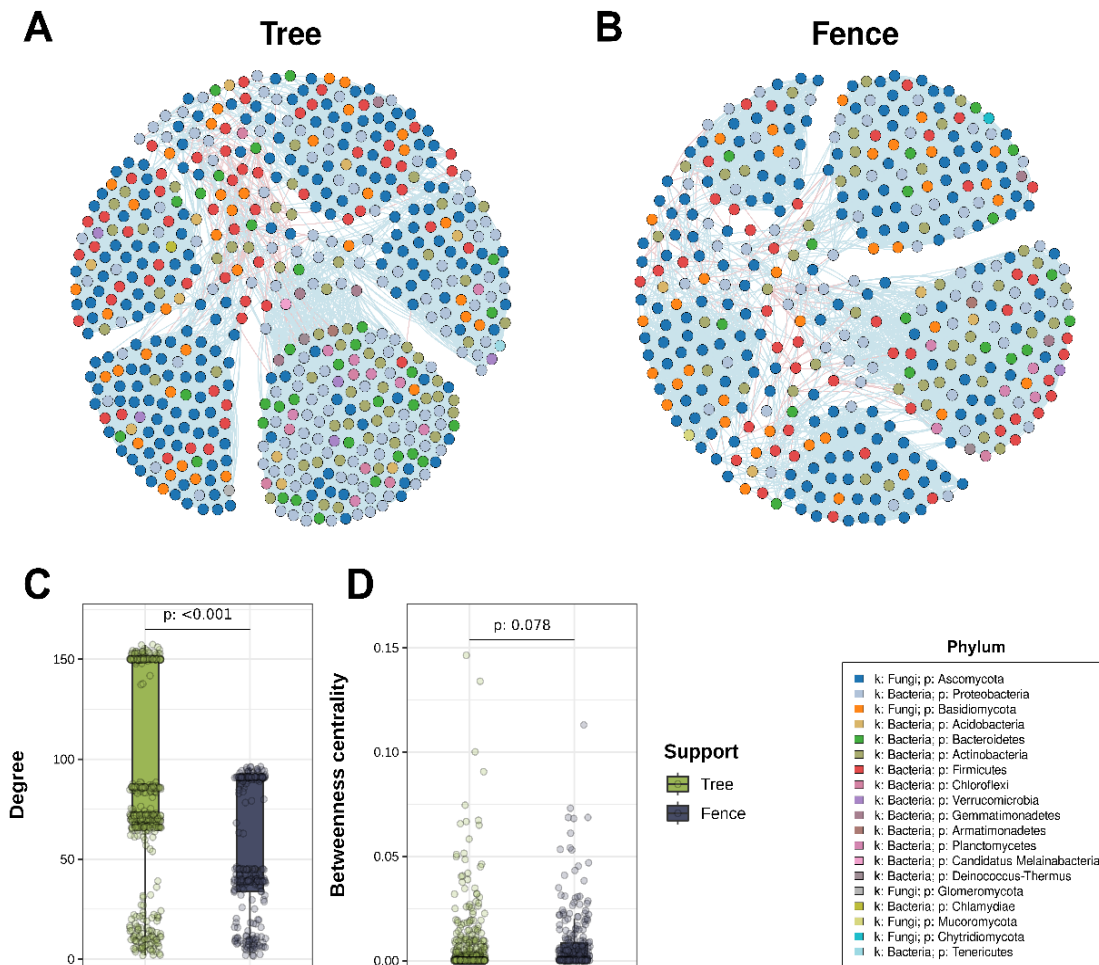 A
Tree
B
Fence
C
p: <0.001
Degree
150
100
50
0
D
p: 0.078
Betweenness centrality
0.15
0.10
0.05
0.00
Support
Tree
Fence
Phylum
k: Fungi; p: Ascomycota
k: Bacteria; p: Proteobacteria
k: Fungi; p: Basidiomycota
k: Bacteria; p: Acidobacteria
k: Bacteria; p: Bacteroidetes
k: Bacteria; p: Actinobacteria
k: Bacteria; p: Firmicutes
k: Bacteria; p: Chloroflexi
k: Bacteria; p: Verrucomicrobia
k: Bacteria; p: Gemmatimonadetes
k: Bacteria; p: Armatimonadetes
k: Bacteria; p: Planctomycetes
k: Bacteria; p: Candidatus Melainabacteria
k: Bacteria; p: Deinococcus-Thermus
k: Fungi; p: Glomeromycota
k: Bacteria; p: Chlamydiae
k: Fungi; p: Mucoromycota
k: Fungi; p: Chytridiomycota
k: Bacteria; p: Tenericutes